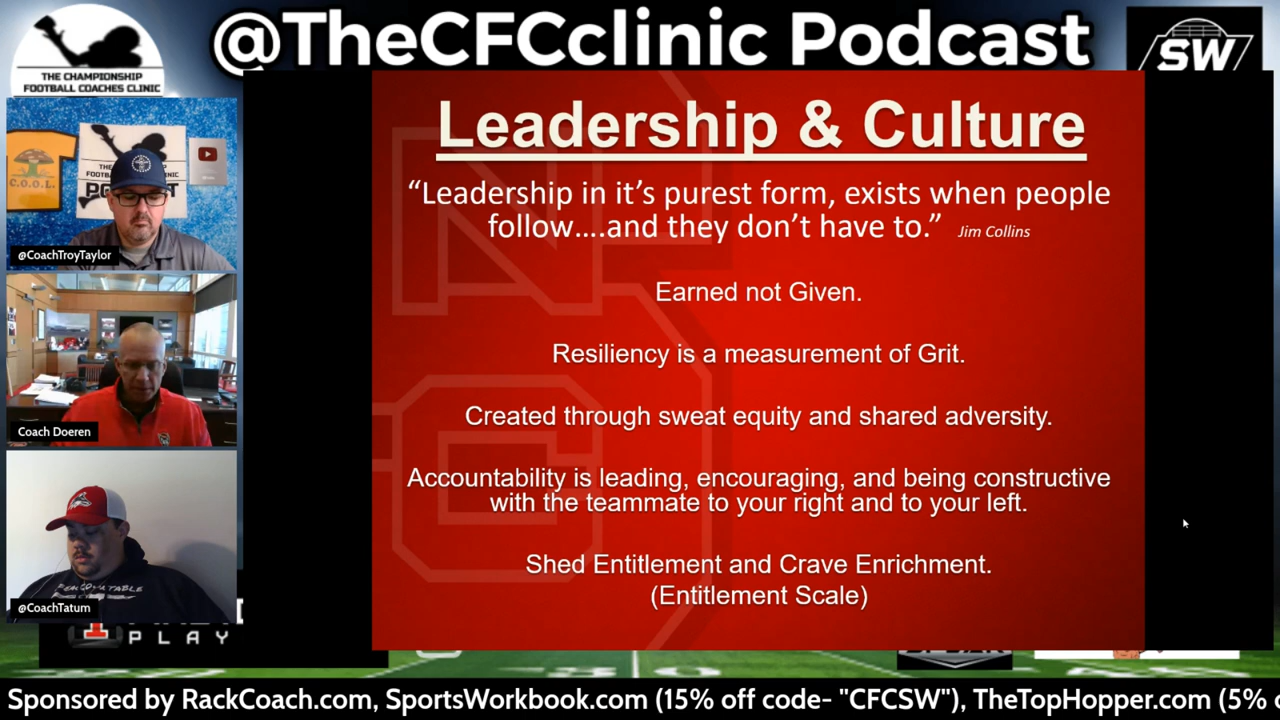 @TheCFCclinic Podcast
THE CHAMPIONSHIP
FOOTBALL COACHES CLINIC
SW
C.O.O.L.
@CoachTroyTaylor
Coach Doeren
@CoachTatum
PLAY
Leadership & Culture
“Leadership in it’s purest form, exists when people
follow....and they don’t have to.” Jim Collins
Earned not Given.
Resiliency is a measurement of Grit.
Created through sweat equity and shared adversity.
Accountability is leading, encouraging, and being constructive
with the teammate to your right and to your left.
Shed Entitlement and Crave Enrichment.
(Entitlement Scale)
Sponsored by RackCoach.com, SportsWorkbook.com (15% off code- "CFCSW"), TheTopHopper.com (5%